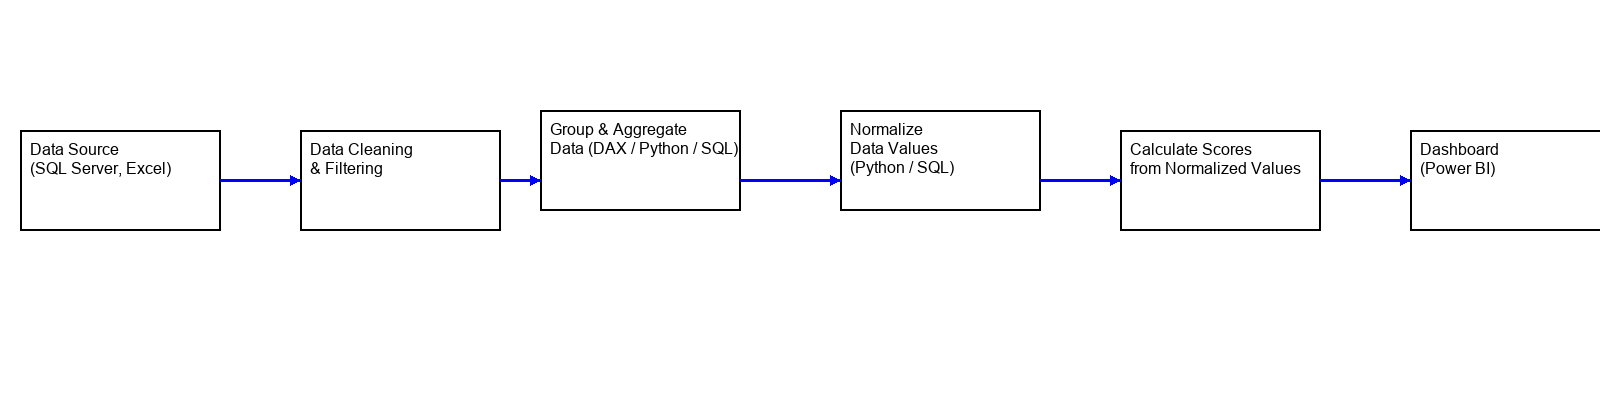 Data Source
(SQL Server, Excel)
Data Cleaning
& Filtering
Group & Aggregate
Data (DAX / Python / SQL)
Normalize
Data Values
(Python / SQL)
Calculate Scores
from Normalized Values
Dashboard
(Power BI)